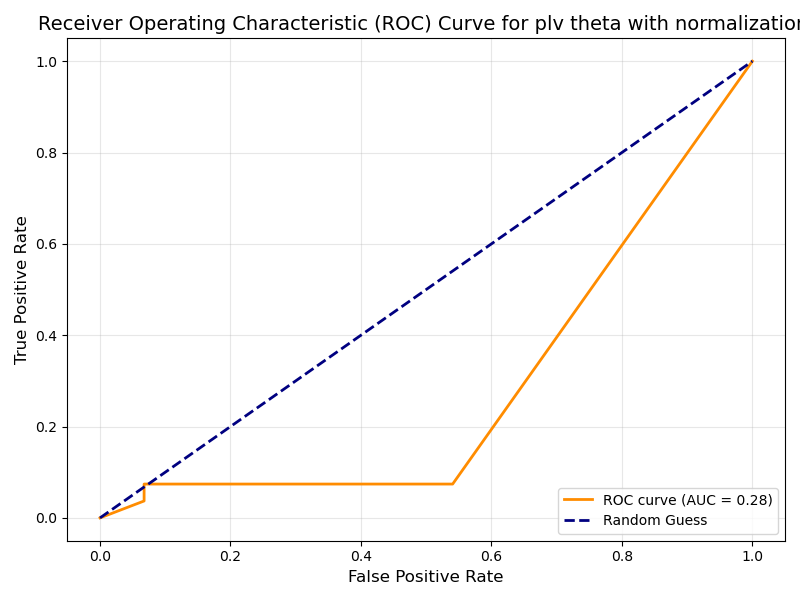 Receiver Operating Characteristic (ROC) Curve for plv theta with normalization
1.0
0.8
0.6
0.4
0.2
0.0
True Positive Rate
0.0 0.2 0.4 0.6 0.8 1.0
False Positive Rate
ROC curve (AUC = 0.28)
Random Guess